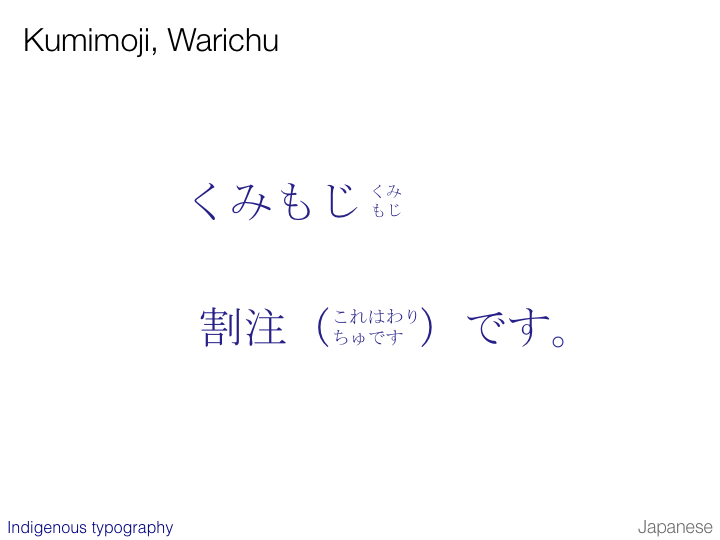 Kumimoji, Warichu
くみもじ くみ
もじ
割注（これはわり
ちゅです）です。
Indigenous typography
Japanese